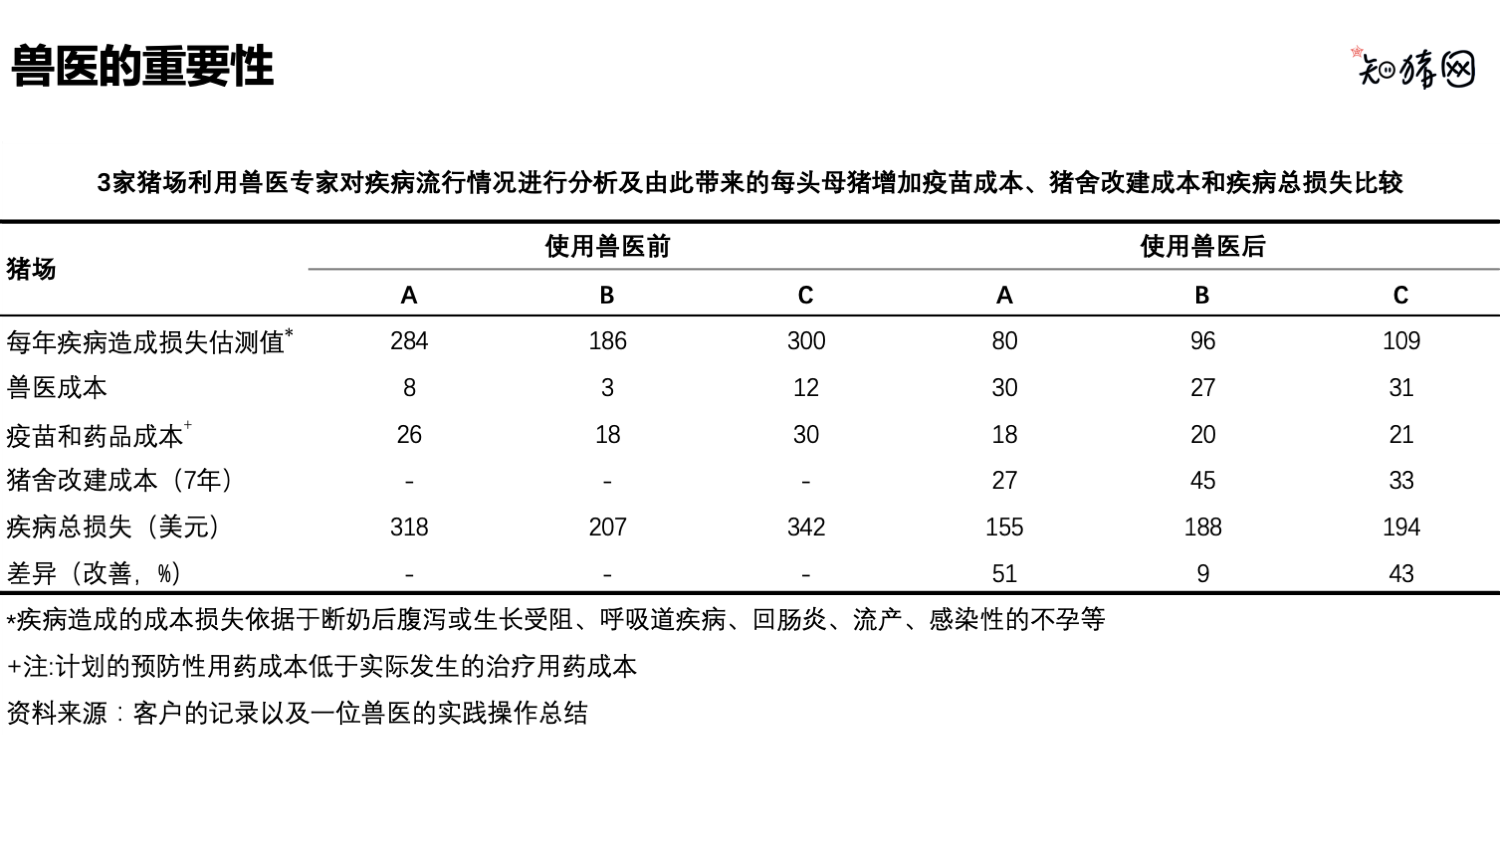 兽医的重要性
知猪网
3家猪场利用兽医专家对疾病流行情况进行分析及由此带来的每头母猪增加疫苗成本、猪舍改建成本和疾病总损失比较
猪场 使用兽医前 使用兽医后
A B C A B C
每年疾病造成损失估测值* 284 186 300 80 96 109
兽医成本 8 3 12 30 27 31
疫苗和药品成本+ 26 18 30 18 20 21
猪舍改建成本（7年） - - - 27 45 33
疾病总损失（美元） 318 207 342 155 188 194
差异（改善，%） - - - 51 9 43
*疾病造成的成本损失依据于断奶后腹泻或生长受阻、呼吸道疾病、回肠炎、流产、感染性的不孕等
+注:计划的预防性用药成本低于实际发生的治疗用药成本
资料来源：客户的记录以及一位兽医的实践操作总结